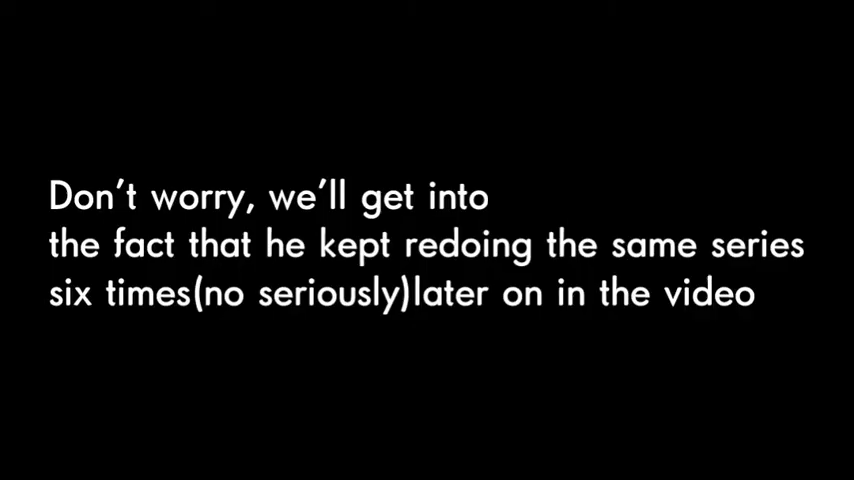 Don't worry, we'll get into
the fact that he kept redoing the same series
six times(no seriously)later on in the video